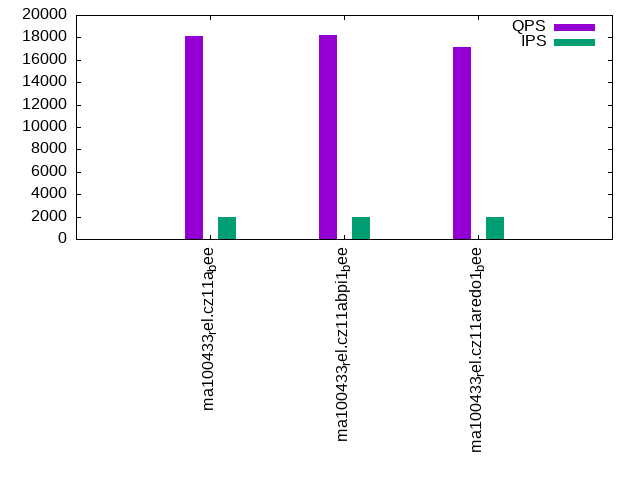 20000
18000
16000
14000
12000
10000
8000
6000
4000
2000
0
QPS
IPS
ma100433rel.cz11abee
ma100433rel.cz11abpi1bee
ma100433rel.cz11aredo1bee